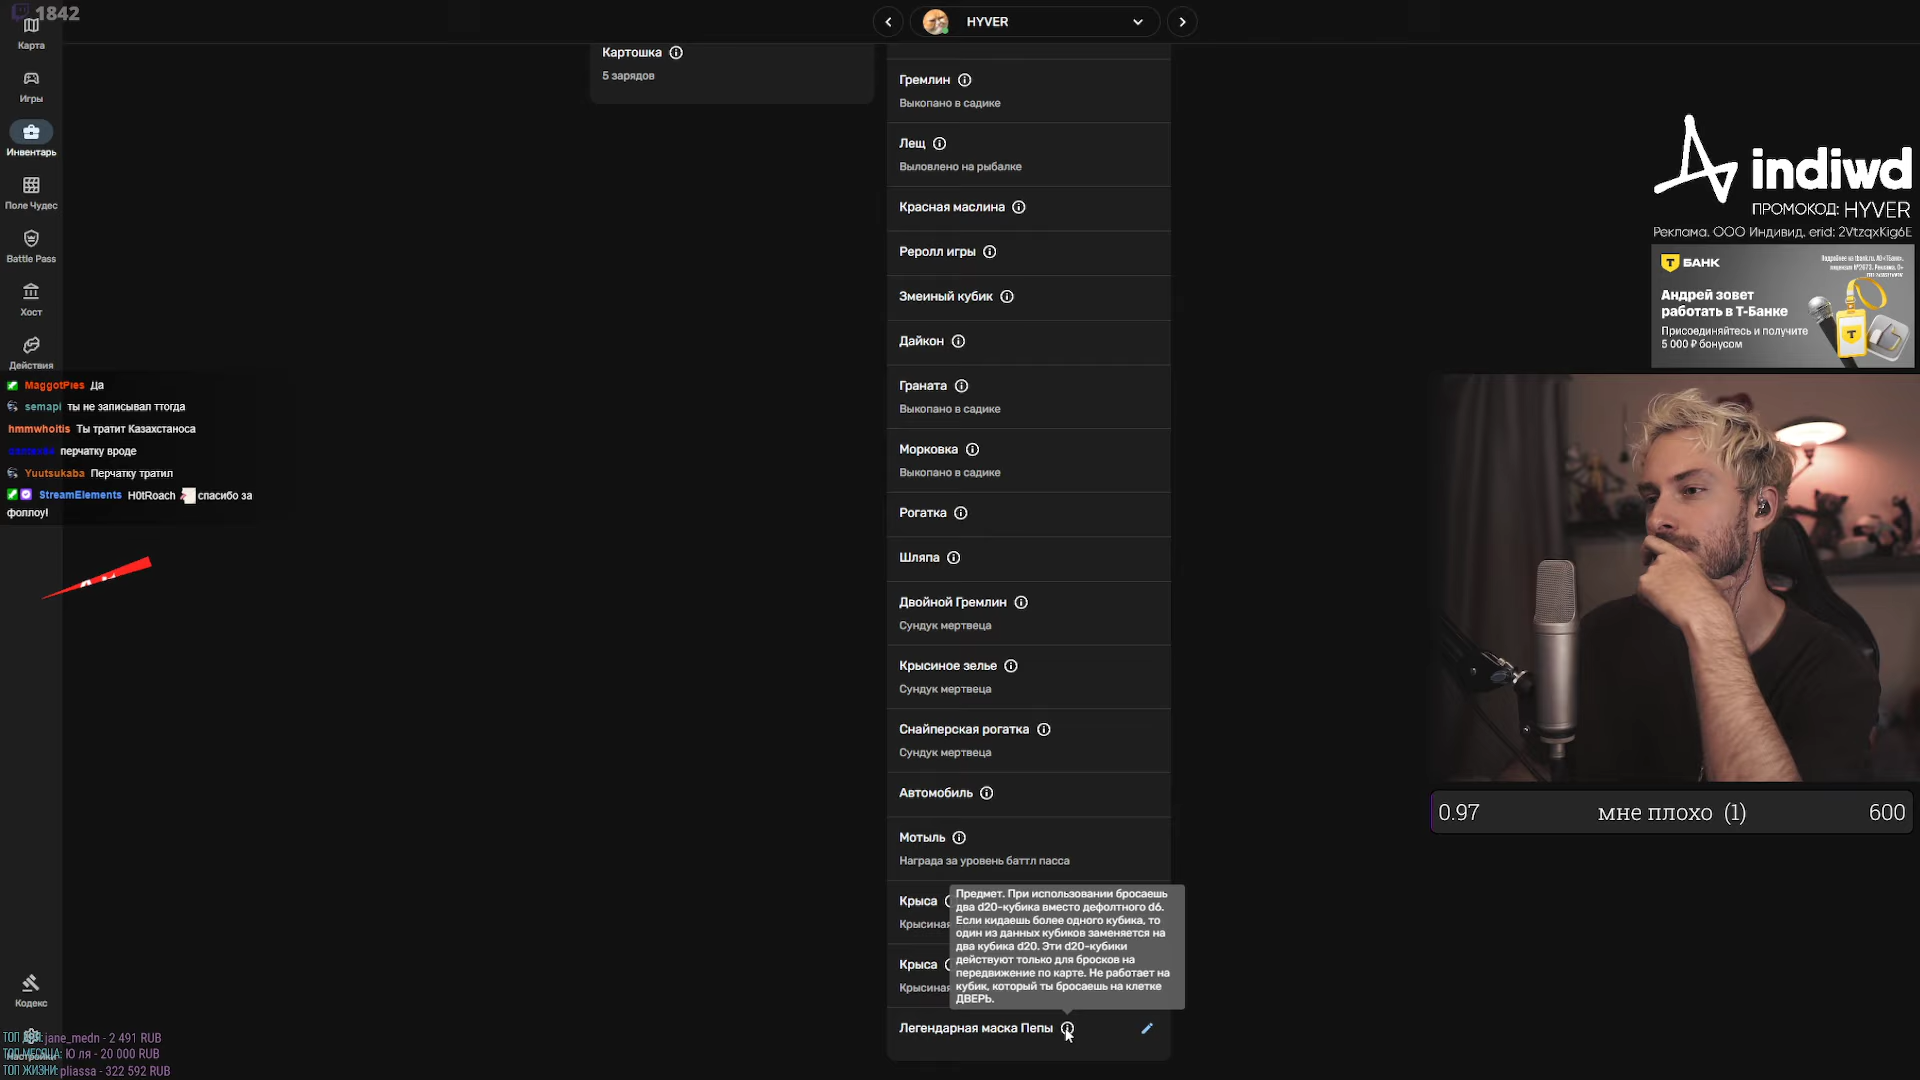 1842
Карта
Игры
Инвентарь
Поле Чудес
Battle Pass
Хост
Действия
MaggotPies Да
semapi ты не записывал ттогда
hmmwhoitis Ты тратит Казахстаноса
перчатку вроде
Yuutsukaba Перчатку тратил
StreamElements H0tRoach спасибо за
фоллоу!
Кодекс
ТОП ДНЯ: jane_medn - 2 491 RUB
ТОП МЕСЯЦА: Ю ля - 20 000 RUB
ТОП ЖИЗНИ: pliassa - 322 592 RUB
Картошка
5 зарядов
HYVER
Гремлин
Выкопано в садике
Лещ
Выловлено на рыбалке
Красная маслина
Реролл игры
Змеиный кубик
Дайкон
Граната
Выкопано в садике
Морковка
Выкопано в садике
Рогатка
Шляпа
Двойной Гремлин
Сундук мертвеца
Крысиное зелье
Сундук мертвеца
Снайперская рогатка
Сундук мертвеца
Автомобиль
Мотыль
Награда за уровень баттл пасса
Крыса
Крысиная
Крыса
Крысиная
Предмет. При использовании бросаешь
два d20-кубика вместо дефолтного d6.
Если кидаешь более одного кубика, то
один из данных кубиков заменяется на
два кубика d20. Эти d20-кубики
действуют только для бросков на
передвижение по карте. Не работает на
кубик, который ты бросаешь на клетке
ДВЕРЬ.
Легендарная маска Пепы
indiwd
ПРОМОКОД: HYVER
Реклама. ООО Индивид. erid: 2VtzqxKig6E
Т БАНК
Андрей зовет
работать в Т-Банке
Присоединяйтесь и получите
5 000 ₽ бонусом
0.97 мне плохо (1) 600